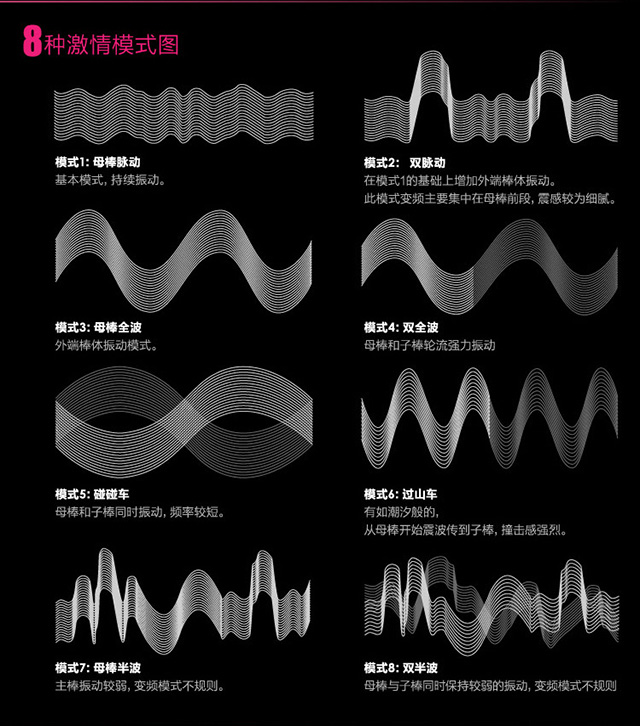 8种激情模式图
模式1: 母棒脉动
基本模式, 持续振动。
模式2: 双脉动
在模式1的基础上增加外端棒体振动。
此模式变频主要集中在母棒前段, 震感较为细腻。
模式3: 母棒全波
外端棒体振动模式。
模式4: 双全波
母棒和子棒轮流强力振动
模式5: 碰碰车
母棒和子棒同时振动, 频率较短。
模式6: 过山车
有如潮汐般的,
从母棒开始震波传到子棒, 撞击感强烈。
模式7: 母棒半波
主棒振动较弱, 变频模式不规则。
模式8: 双半波
母棒与子棒同时保持较弱的振动, 变频模式不规则